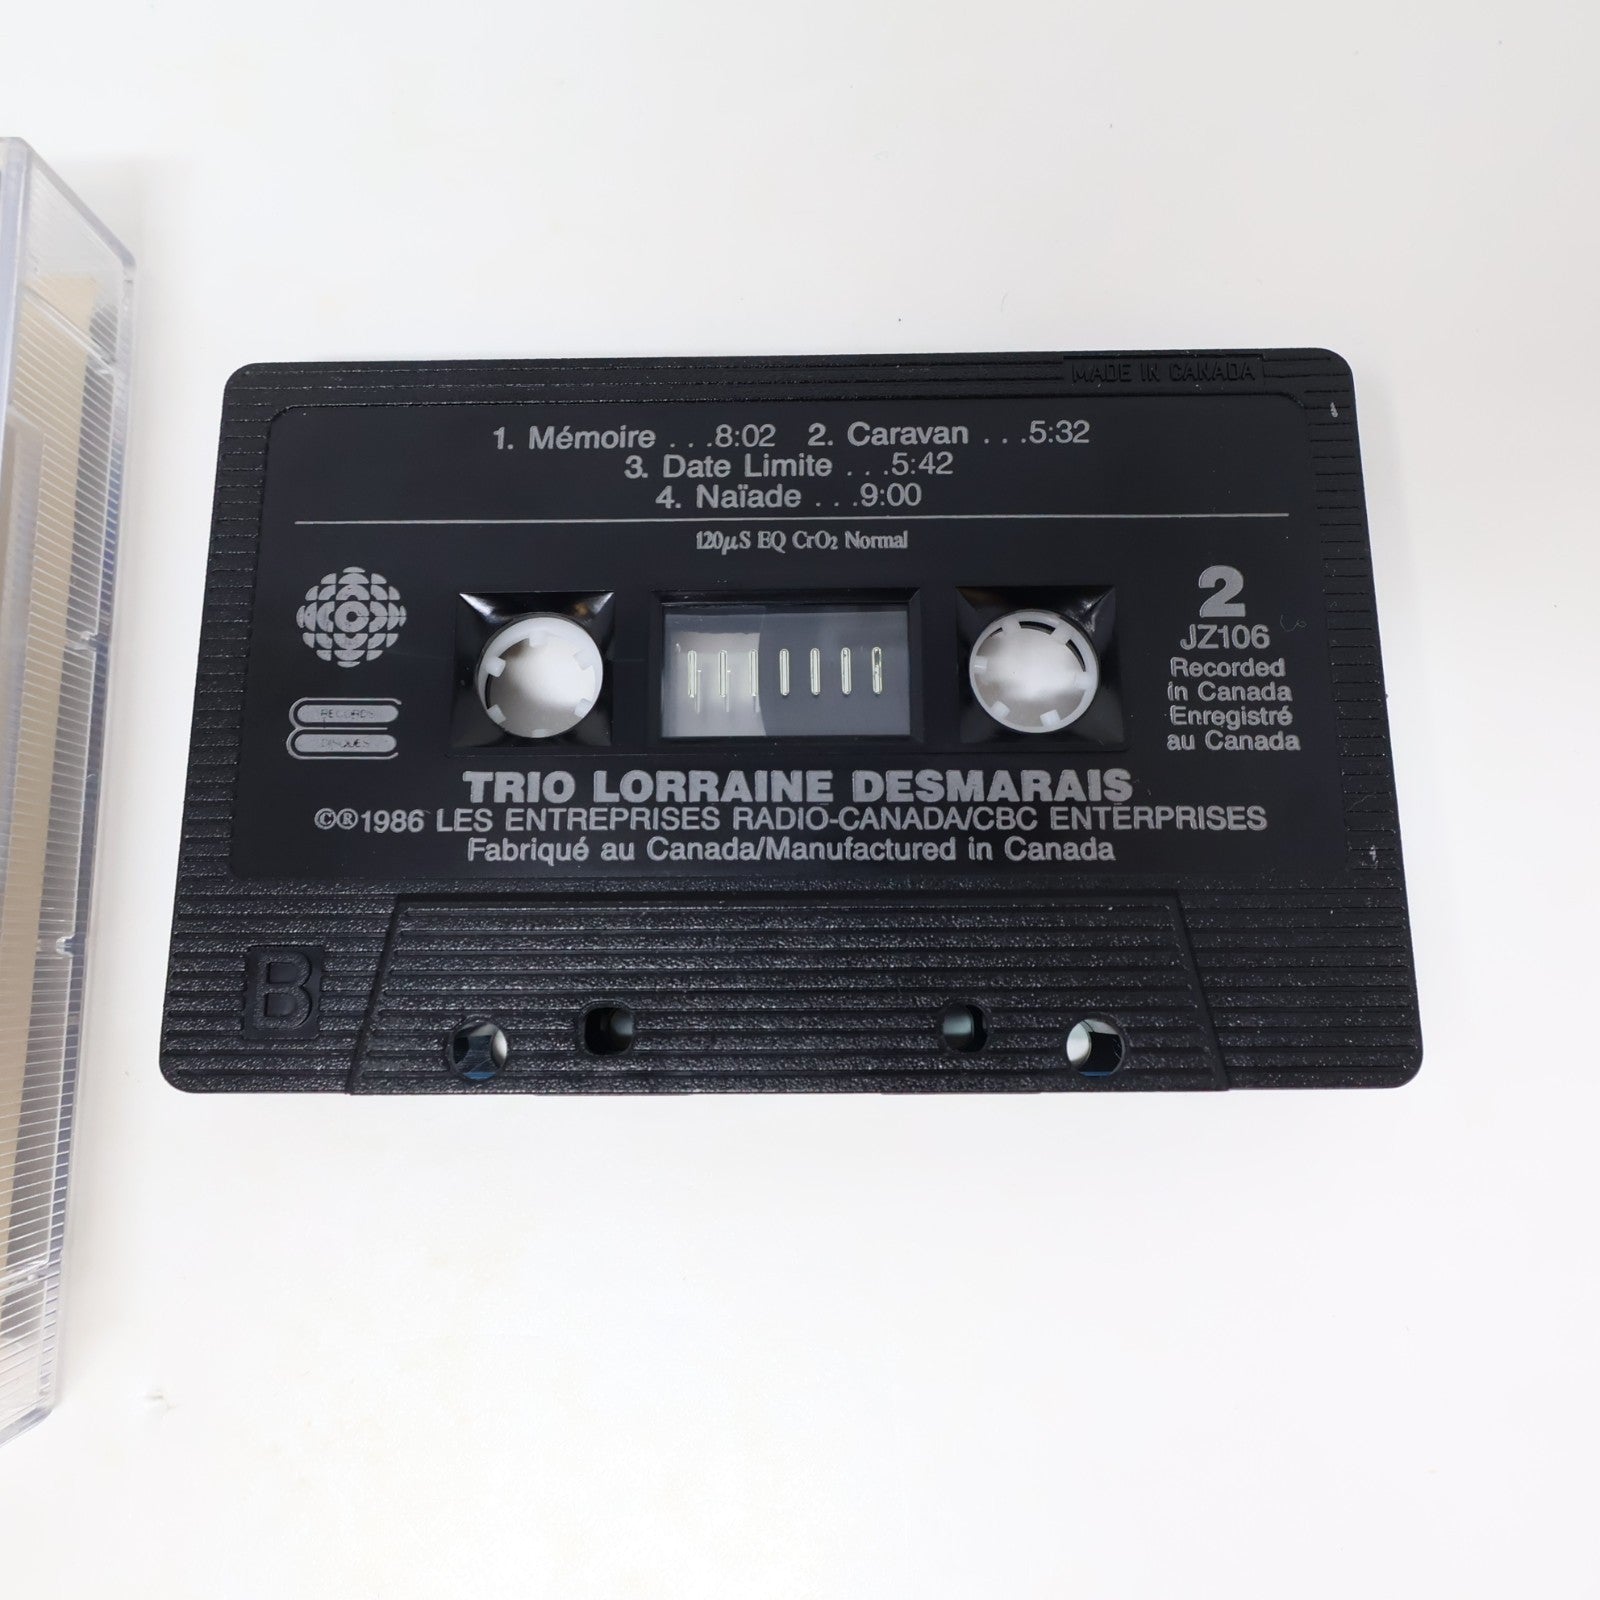 MADE IN CANADA
1. Mémoire . . .8:02 2. Caravan . . .5:32
3. Date Limite . . .5:42
4. Naïade . . .9:00
120µS EQ CrO₂ Normal
2
JZ106
Recorded
in Canada
Enregistré
au Canada
RECORDS
DISQUES
TRIO LORRAINE DESMARAIS
©®1986 LES ENTREPRISES RADIO-CANADA/CBC ENTERPRISES
Fabriqué au Canada/Manufactured in Canada
B